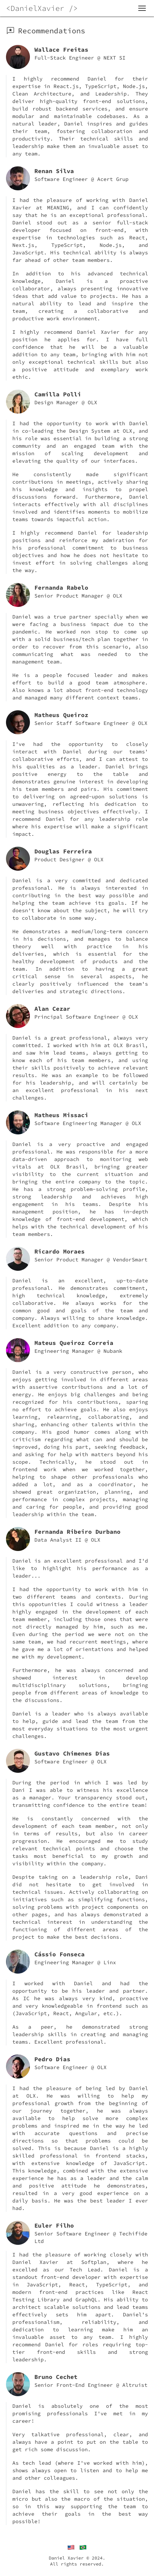 <DanielXavier />
Recommendations
Wallace Freitas
Full-Stack Engineer @ NEXT SI
I highly recommend Daniel for their
expertise in React.js, TypeScript, Node.js,
Clean Architecture, and Leadership. They
deliver high-quality front-end solutions,
build robust backend services, and ensure
modular and maintainable codebases. As a
natural leader, Daniel inspires and guides
their team, fostering collaboration and
productivity. Their technical skills and
leadership make them an invaluable asset to
any team.
Renan Silva
Software Engineer @ Azert Grup
I had the pleasure of working with Daniel
Xavier at MEANING, and I can confidently
say that he is an exceptional professional.
Daniel stood out as a senior full-stack
developer focused on front-end, with
expertise in technologies such as React,
Next.js, TypeScript, Node.js, and
JavaScript. His technical ability is always
far ahead of other team members.
In addition to his advanced technical
knowledge, Daniel is a proactive
collaborator, always presenting innovative
ideas that add value to projects. He has a
natural ability to lead and inspire the
team, creating a collaborative and
productive work environment.
I highly recommend Daniel Xavier for any
position he applies for. I have full
confidence that he will be a valuable
addition to any team, bringing with him not
only exceptional technical skills but also
a positive attitude and exemplary work
ethic.
Camilla Polli
Design Manager @ OLX
I had the opportunity to work with Daniel
in co-leading the Design System at OLX, and
his role was essential in building a strong
community and an engaged team with the
mission of scaling development and
elevating the quality of our interfaces.
He consistently made significant
contributions in meetings, actively sharing
his knowledge and insights to propel
discussions forward. Furthermore, Daniel
interacts effectively with all disciplines
involved and identifies moments to mobilize
teams towards impactful action.
I highly recommend Daniel for leadership
positions and reinforce my admiration for
his professional commitment to business
objectives and how he does not hesitate to
invest effort in solving challenges along
the way.
Fernanda Rabelo
Senior Product Manager @ OLX
Daniel was a true partner specially when we
were facing a business impact due to the
pandemic. He worked non stop to come up
with a solid business/tech plan together in
order to recover from this scenario, also
communicating what was needed to the
management team.
He is a people focused leader and makes
effort to build a good team atmosphere.
Also knows a lot about front-end technology
and managed many different context teams.
Matheus Queiroz
Senior Staff Software Engineer @ OLX
I've had the opportunity to closely
interact with Daniel during our teams'
collaborative efforts, and I can attest to
his qualities as a leader. Daniel brings
positive energy to the table and
demonstrates genuine interest in developing
his team members and pairs. His commitment
to delivering on agreed-upon solutions is
unwavering, reflecting his dedication to
meeting business objectives effectively. I
recommend Daniel for any leadership role
where his expertise will make a significant
impact.
Douglas Ferreira
Product Designer @ OLX
Daniel is a very committed and dedicated
professional. He is always interested in
contributing in the best way possible and
helping the team achieve its goals. If he
doesn't know about the subject, he will try
to collaborate in some way.
He demonstrates a medium/long-term concern
in his decisions, and manages to balance
theory well with practice in his
deliveries, which is essential for the
healthy development of products and the
team. In addition to having a great
critical sense in several aspects, he
clearly positively influenced the team's
deliveries and strategic directions.
Alan Cezar
Principal Software Engineer @ OLX
Daniel is a great professional, always very
committed. I worked with him at OLX Brasil,
and saw him lead teams, always getting to
know each of his team members, and using
their skills positively to achieve relevant
results. He was an example to be followed
for his leadership, and will certainly be
an excellent professional in his next
challenges.
Matheus Missaci
Software Engineering Manager @ OLX
Daniel is a very proactive and engaged
professional. He was responsible for a more
data-driven approach to monitoring web
vitals at OLX Brasil, bringing greater
visibility to the current situation and
bringing the entire company to the topic.
He has a strong problem-solving profile,
strong leadership and achieves high
engagement in his teams. Despite his
management position, he has in-depth
knowledge of front-end development, which
helps with the technical development of his
team members.
Ricardo Moraes
Senior Product Manager @ VendorSmart
Daniel is an excellent, up-to-date
professional. He demonstrates commitment,
high technical knowledge, extremely
collaborative. He always works for the
common good and goals of the team and
company. Always willing to share knowledge.
Excellent addition to any company.
Mateus Queiroz Correia
Engineering Manager @ Nubank
Daniel is a very constructive person, who
enjoys getting involved in different areas
with assertive contributions and a lot of
energy. He enjoys big challenges and being
recognized for his contributions, sparing
no effort to achieve goals. He also enjoys
learning, relearning, collaborating, and
sharing, enhancing other talents within the
company. His good humor comes along with
criticism regarding what can and should be
improved, doing his part, seeking feedback,
and asking for help with matters beyond his
scope. Technically, he stood out in
frontend work when we worked together,
helping to shape other professionals who
added a lot, and as a coordinator, he
showed great organization, planning, and
performance in complex projects, managing
and caring for people, and providing good
leadership within the team.
Fernanda Ribeiro Durbano
Data Analyst II @ OLX
Daniel is an excellent professional and I'd
like to highlight his performance as a
leader...
I had the opportunity to work with him in
two different teams and contexts. During
this opportunities I could witness a leader
highly engaged in the development of each
team member, including those ones that were
not directly managed by him, such as me.
Even during the period we were not on the
same team, we had recurrent meetings, where
he gave me a lot of orientations and helped
me with my development.
Furthermore, he was always concerned and
showed interest in develop
multidisciplinary solutions, bringing
people from different areas of knowledge to
the discussions.
Daniel is a leader who is always available
to help, guide and lead the team from the
most everyday situations to the most urgent
challenges.
Gustavo Chimenes Dias
Software Engineer @ OLX
During the period in which I was led by
Dani I was able to witness his excellence
as a manager. Your transparency stood out,
transmitting confidence to the entire team!
He is constantly concerned with the
development of each team member, not only
in terms of results, but also in career
progression. He encouraged me to study
relevant technical points and choose the
tasks most beneficial to my growth and
visibility within the company.
Despite taking on a leadership role, Dani
did not hesitate to get involved in
technical issues. Actively collaborating on
initiatives such as simplifying functions,
solving problems with project components on
other pages, and has always demonstrated a
technical interest in understanding the
functioning of different areas of the
project to make the best decisions.
Cássio Fonseca
Engineering Manager @ Linx
I worked with Daniel and had the
opportunity to be his leader and partner.
As IC he was always very kind, proactive
and very knowledgeable in frontend such as
(JavaScript, React, Angular, etc.).
As a peer, he demonstrated strong
leadership skills in creating and managing
teams. Excellent professional.
Pedro Dias
Software Engineer @ OLX
I had the pleasure of being led by Daniel
at OLX. He was willing to help my
professional growth from the beginning of
our journey together, he was always
available to help solve more complex
problems and inspired me in the way he led
with accurate questions and precise
directions so that problems could be
solved. This is because Daniel is a highly
skilled professional in frontend stacks,
with extensive knowledge of JavaScript.
This knowledge, combined with the extensive
experience he has as a leader and the calm
and positive attitude he demonstrates,
resulted in a very good experience on a
daily basis. He was the best leader I ever
had.
Euler Filho
Senior Software Engineer @ Techifide
Ltd
I had the pleasure of working closely with
Daniel Xavier at Softplan, where he
excelled as our Tech Lead. Daniel is a
standout front-end developer with expertise
in JavaScript, React, TypeScript, and
modern front-end practices like React
Testing Library and GraphQL. His ability to
architect scalable solutions and lead teams
effectively sets him apart. Daniel's
professionalism, reliability, and
dedication to learning make him an
invaluable asset to any team. I highly
recommend Daniel for roles requiring top-
tier front-end skills and strong
leadership.
Bruno Cechet
Senior Front-End Engineer @ Altruist
Daniel is absolutely one of the most
promising professionals I've met in my
career!
Very talkative professional, clear, and
always have a point to put on the table to
get rich some discussion.
As tech lead (where I've worked with him),
shows always open to listen and to help me
and other colleagues.
Daniel has the skill to see not only the
micro but also the macro of the situation,
so in this way supporting the team to
achieve their goals in the best way
possible!
Daniel Xavier © 2024.
All rights reserved.